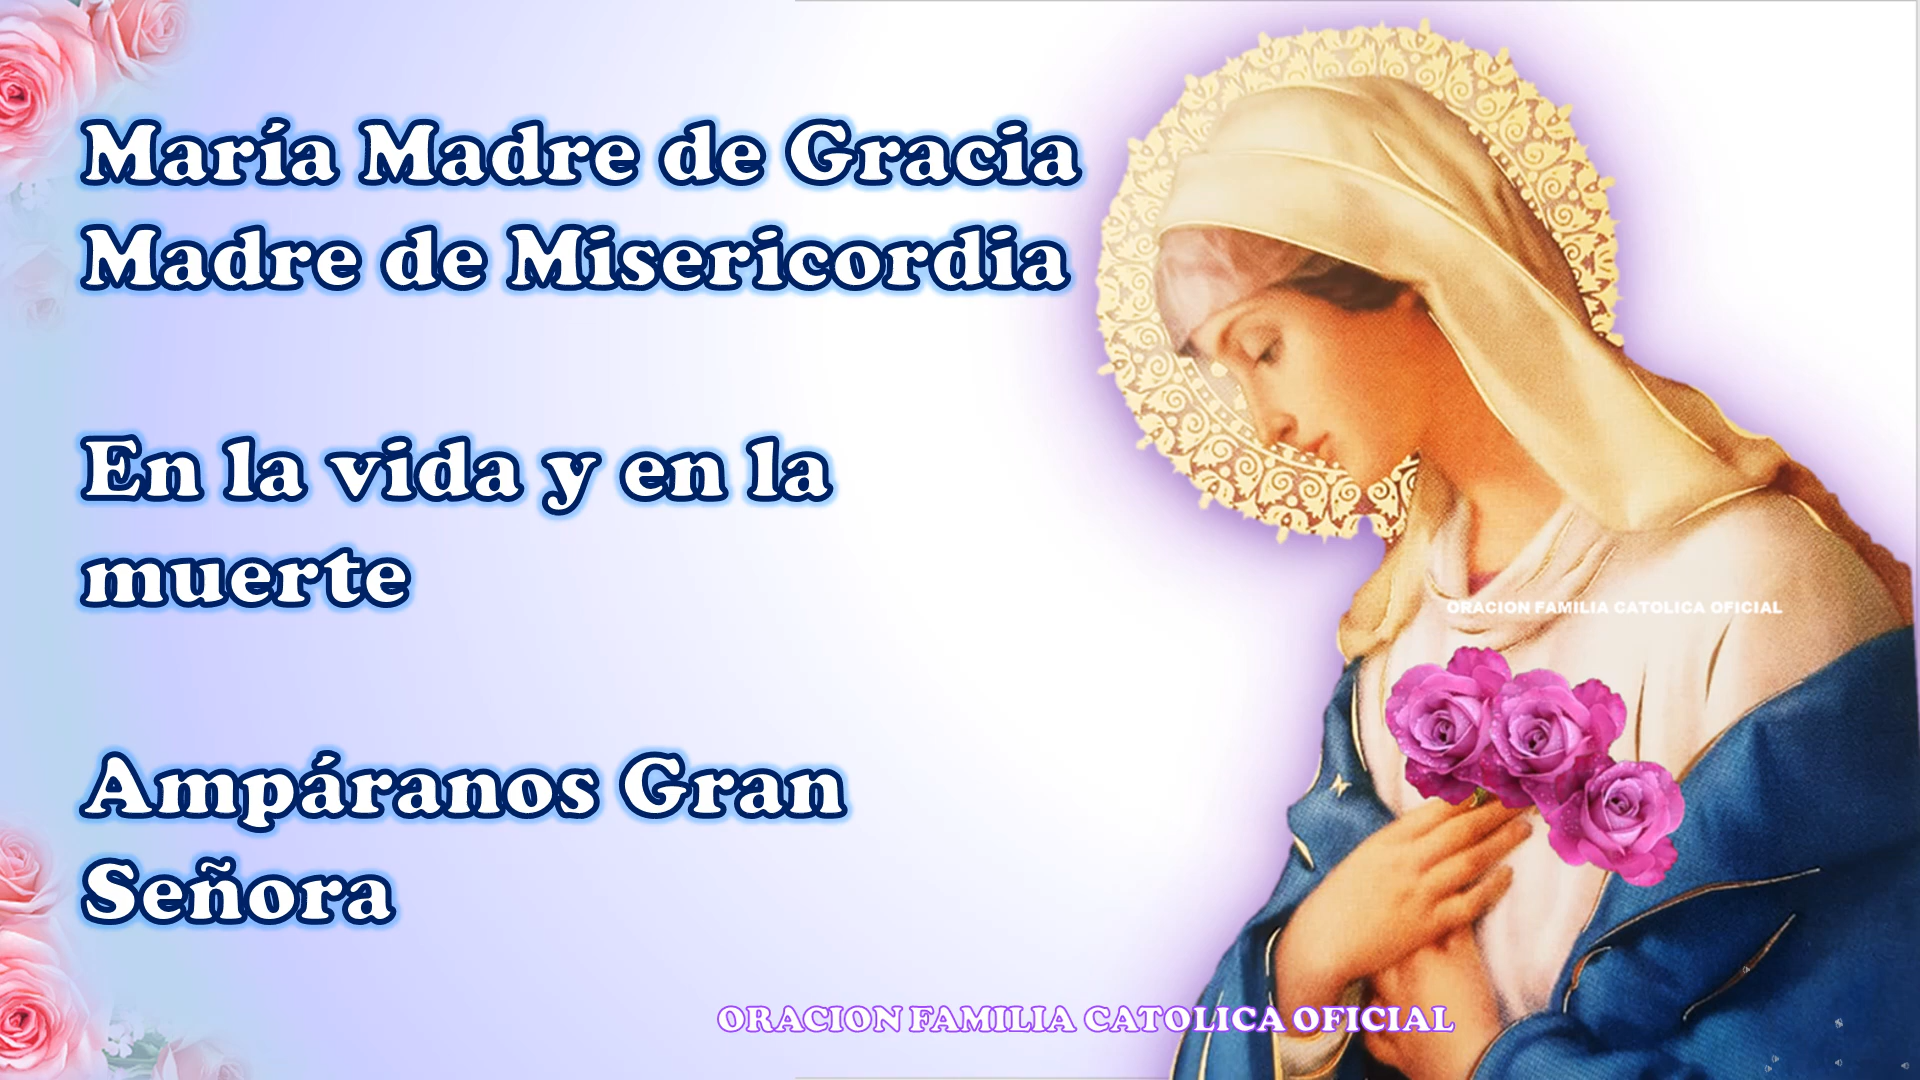 María Madre de Gracia
Madre de Misericordia
En la vida y en la
muerte
Ampáranos Gran
Señora
ORACION FAMILIA CATOLICA OFICIAL
ORACION FAMILIA CATOLICA OFICIAL